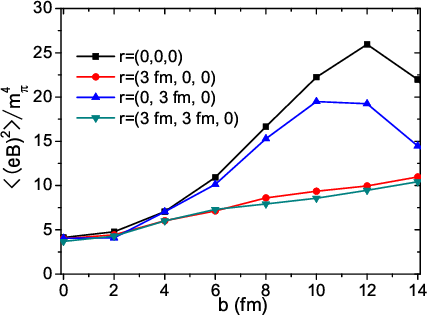 30
25
20
15
10
5
0
<(eB)²>/m⁴π
r=(0,0,0)
r=(3 fm, 0, 0)
r=(0, 3 fm, 0)
r=(3 fm, 3 fm, 0)
0 2 4 6 8 10 12 14
b (fm)